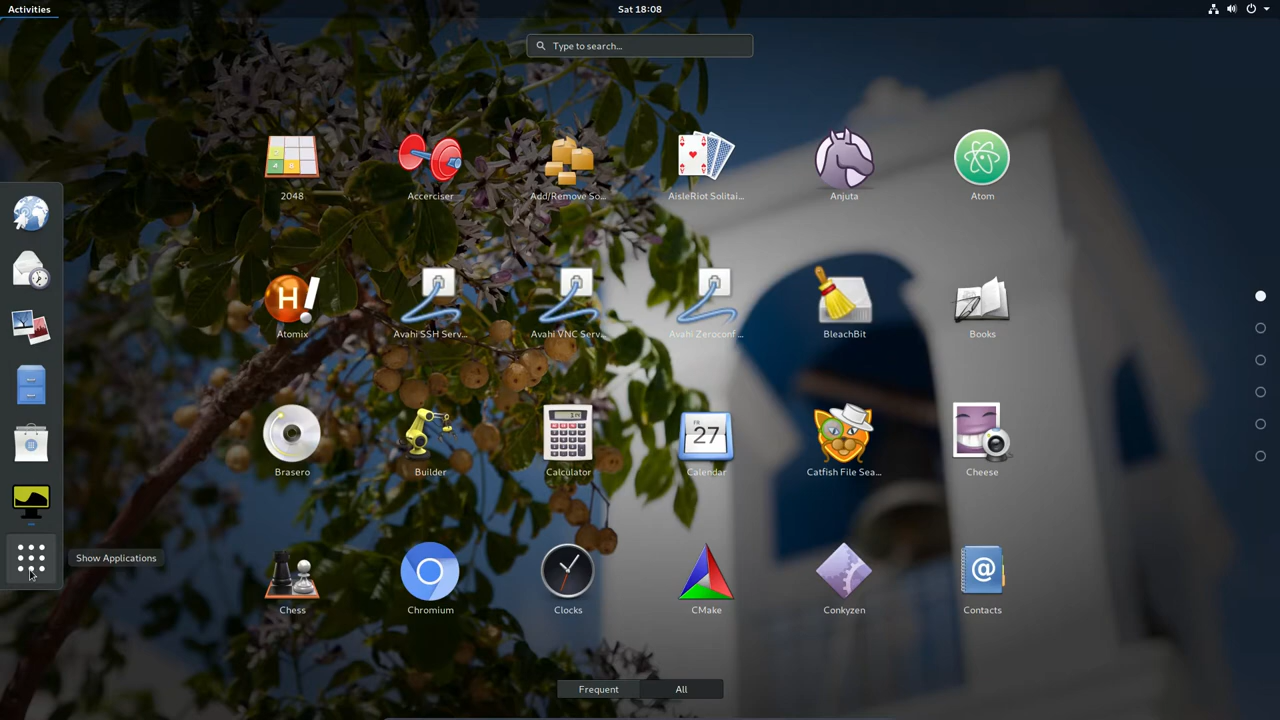 Activities
Sat 18:08
Type to search...
2048
Accerciser
Add/Remove So...
AisleRiot Solitai...
Anjuta
Atom
Atomix
Avahi SSH Serv...
Avahi VNC Serv...
Avahi Zeroconf ...
BleachBit
Books
Brasero
Builder
Calculator
27
Calendar
Catfish File Sea...
Cheese
Show Applications
Chess
Chromium
Clocks
CMake
Conkyzen
Contacts
Frequent
All